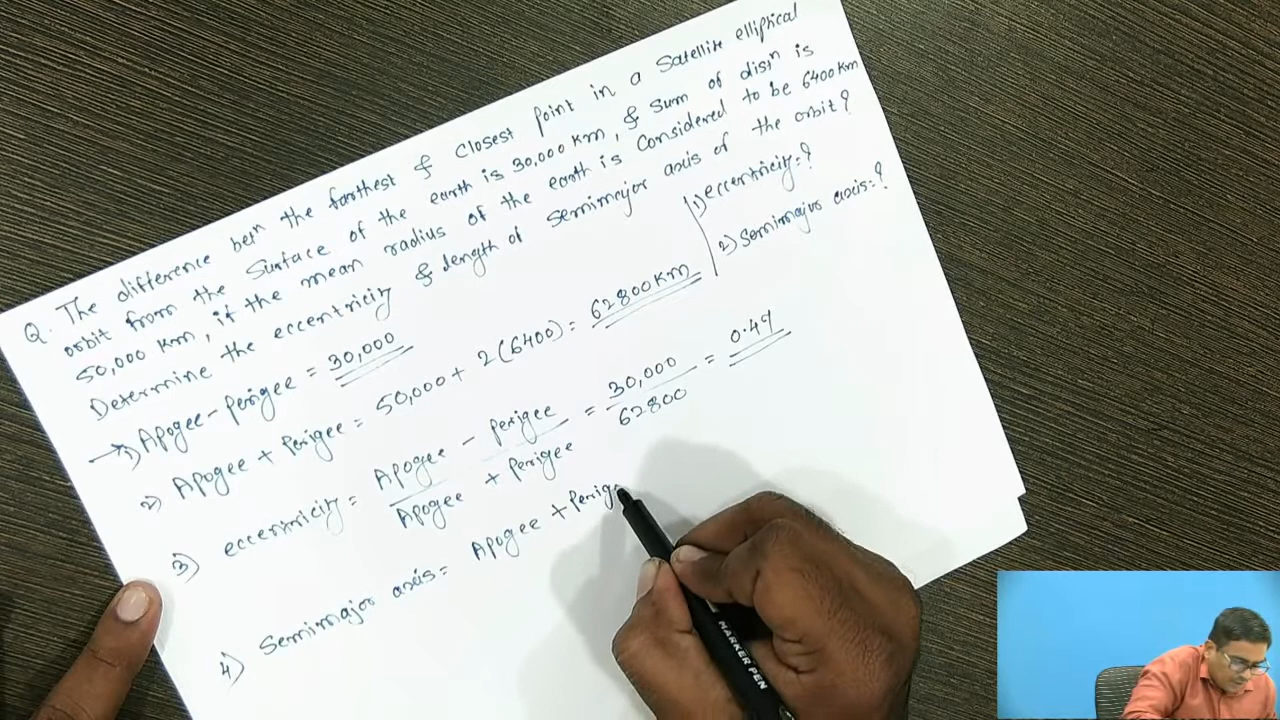 Q. The difference betn the farthest & closest point in a satellite elliptical
orbit from the surface of the earth is 30,000 km, & sum of distn is
50,000 km, if the mean radius of the earth is considered to be 6400 km
Determine the eccentricity & length of semimajor axis of the orbit?
1) eccentricity=?
2) Semimajor axis=?
→1) Apogee - Perigee = 30,000
2) Apogee + Perigee = 50,000 + 2(6400) = 62800 km
3) eccentricity = Apogee - perigee / Apogee + perigee = 30,000 / 62800 = 0.49
4) Semimajor axis = Apogee + Perig
MARKER PEN